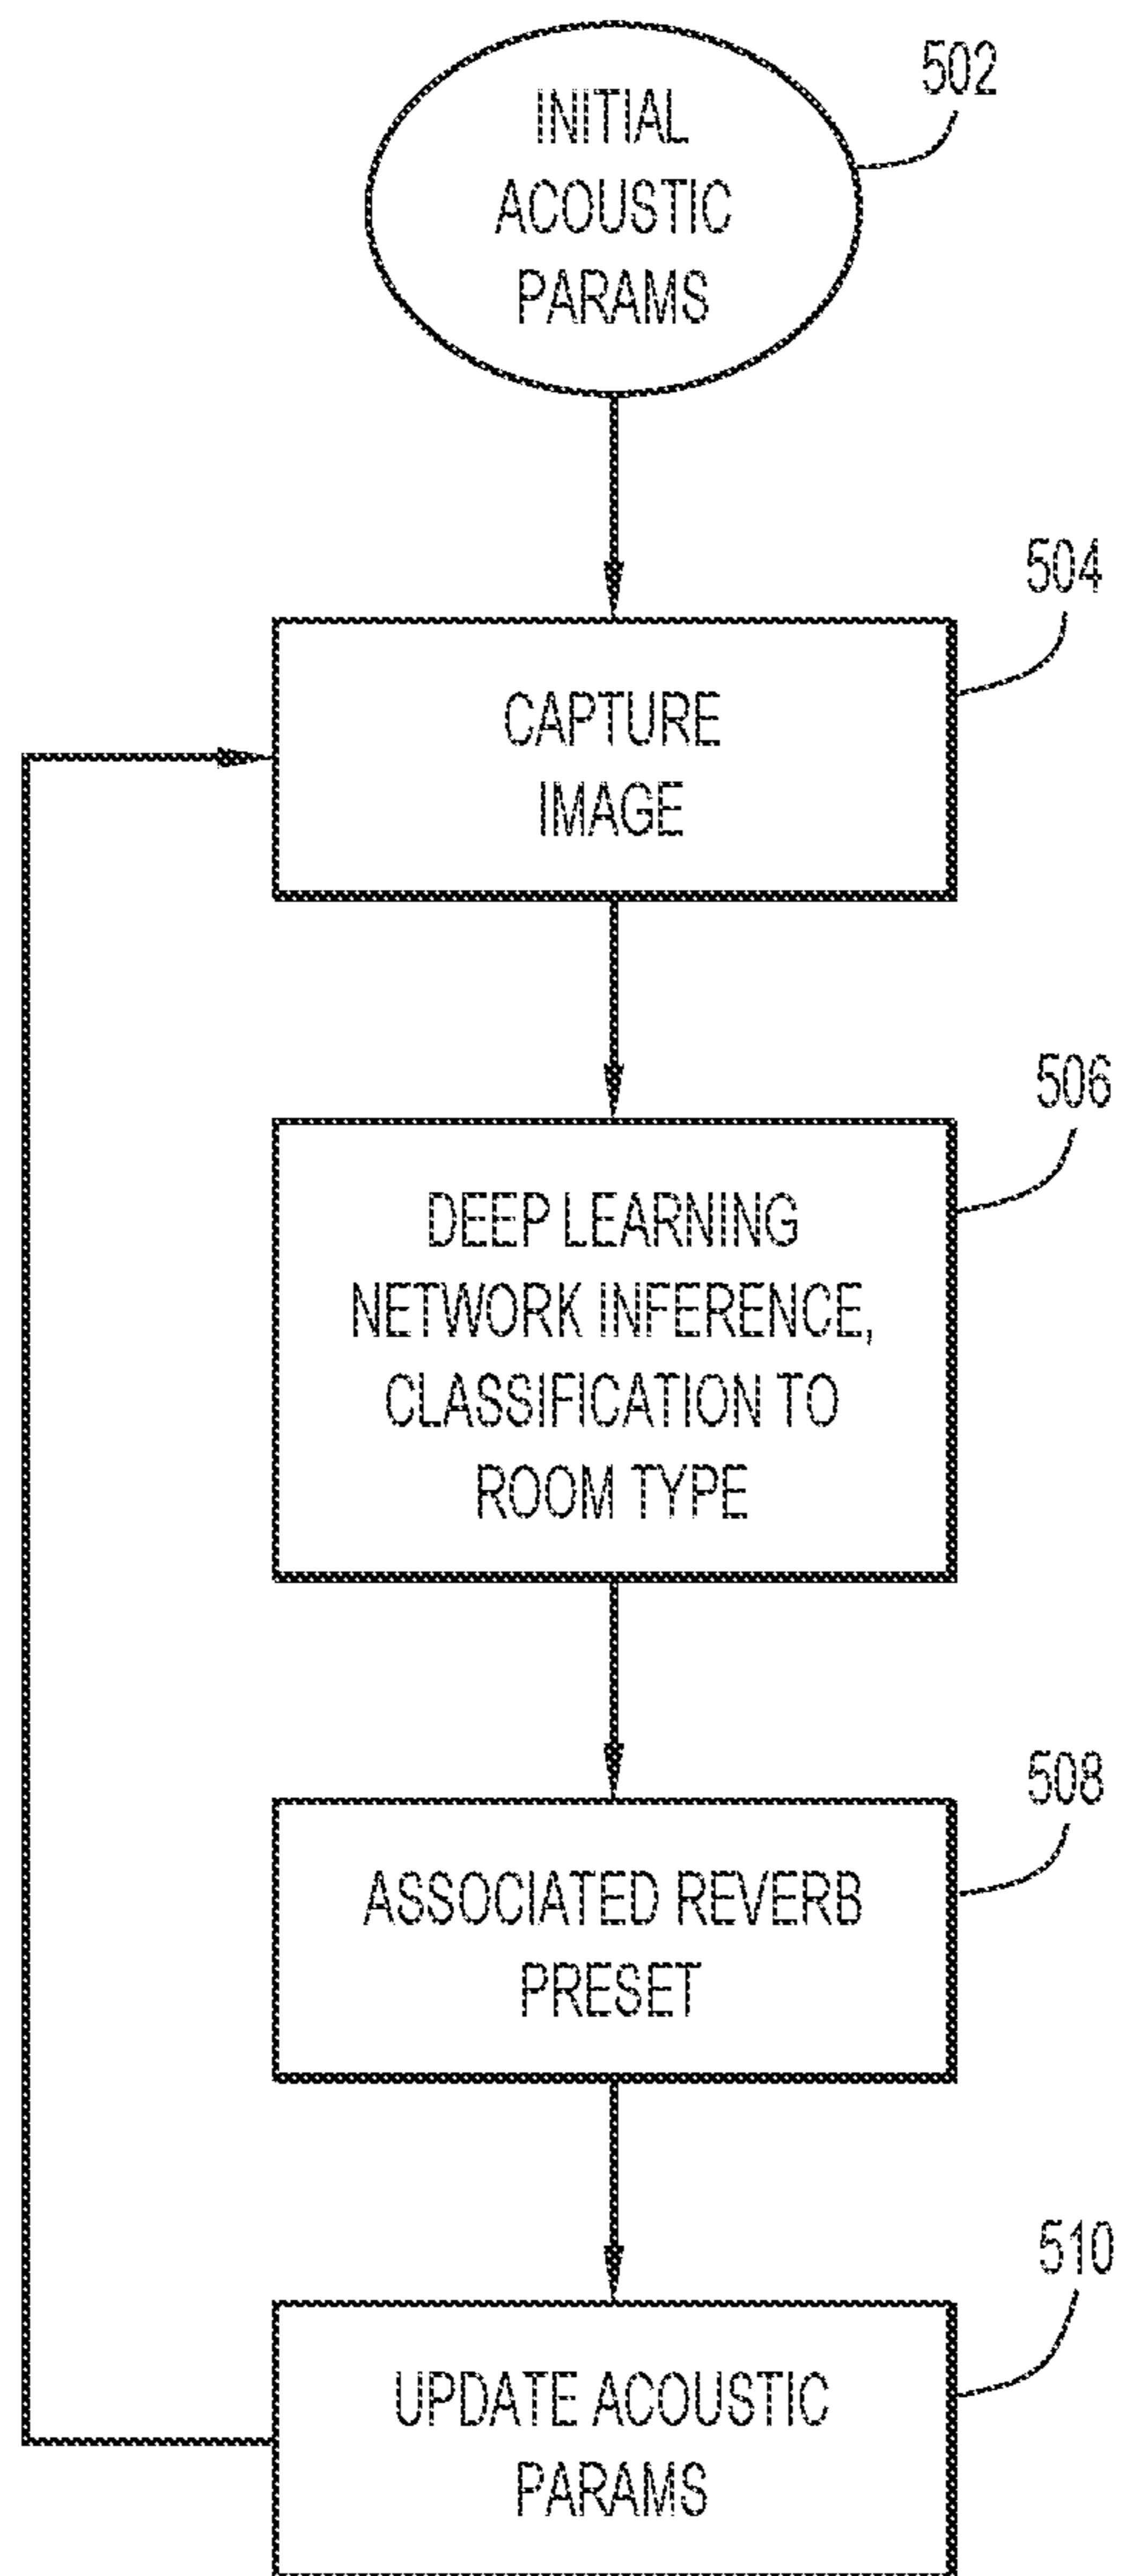 INITIAL
ACOUSTIC
PARAMS
502
CAPTURE
IMAGE
504
DEEP LEARNING
NETWORK INFERENCE,
CLASSIFICATION TO
ROOM TYPE
506
ASSOCIATED REVERB
PRESET
508
UPDATE ACOUSTIC
PARAMS
510